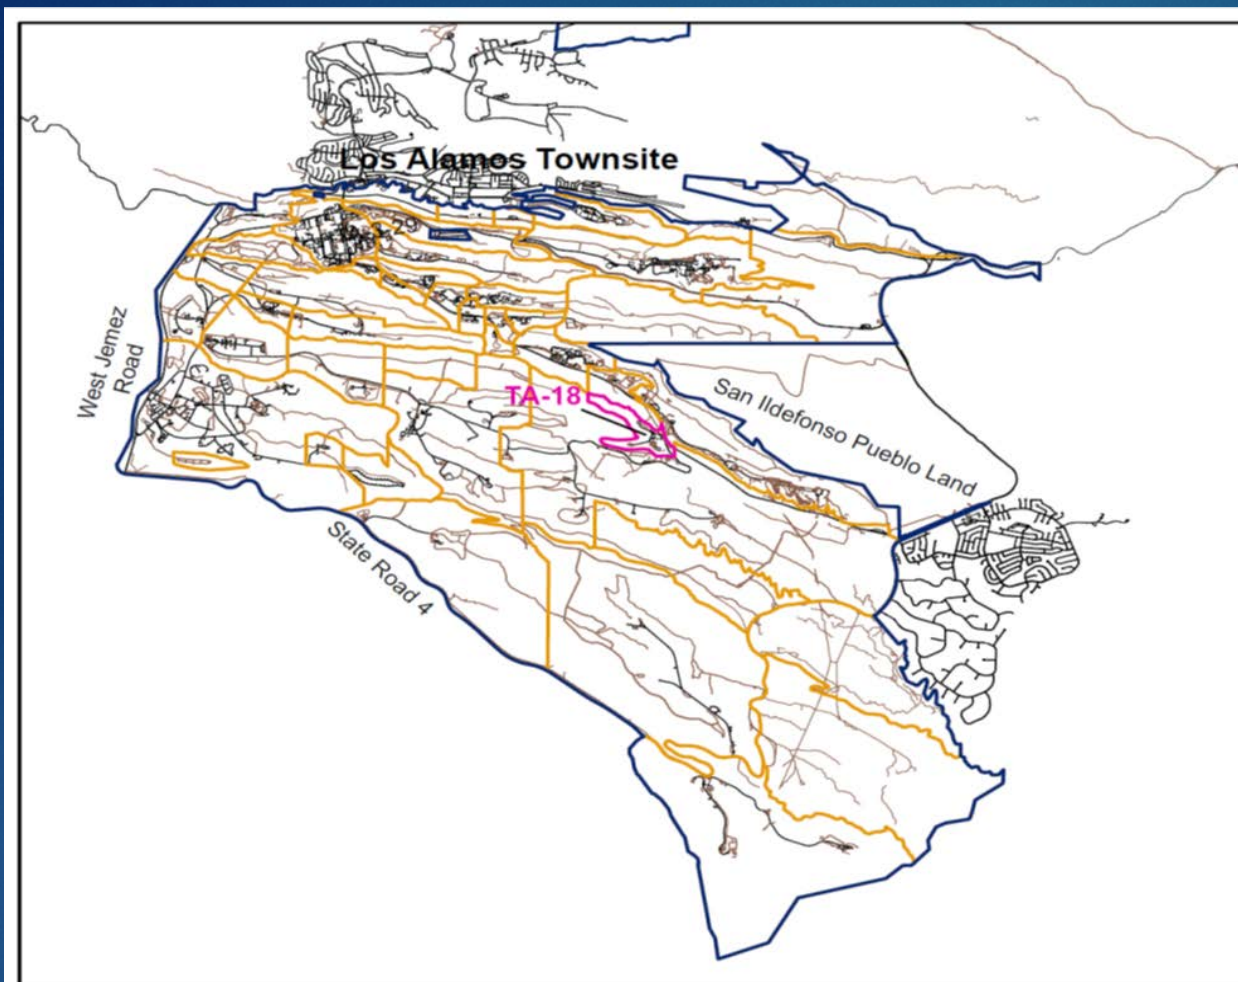 Los Alamos Townsite
West Jemez
Road
TA-18
San Ildefonso Pueblo Land
State Road 4